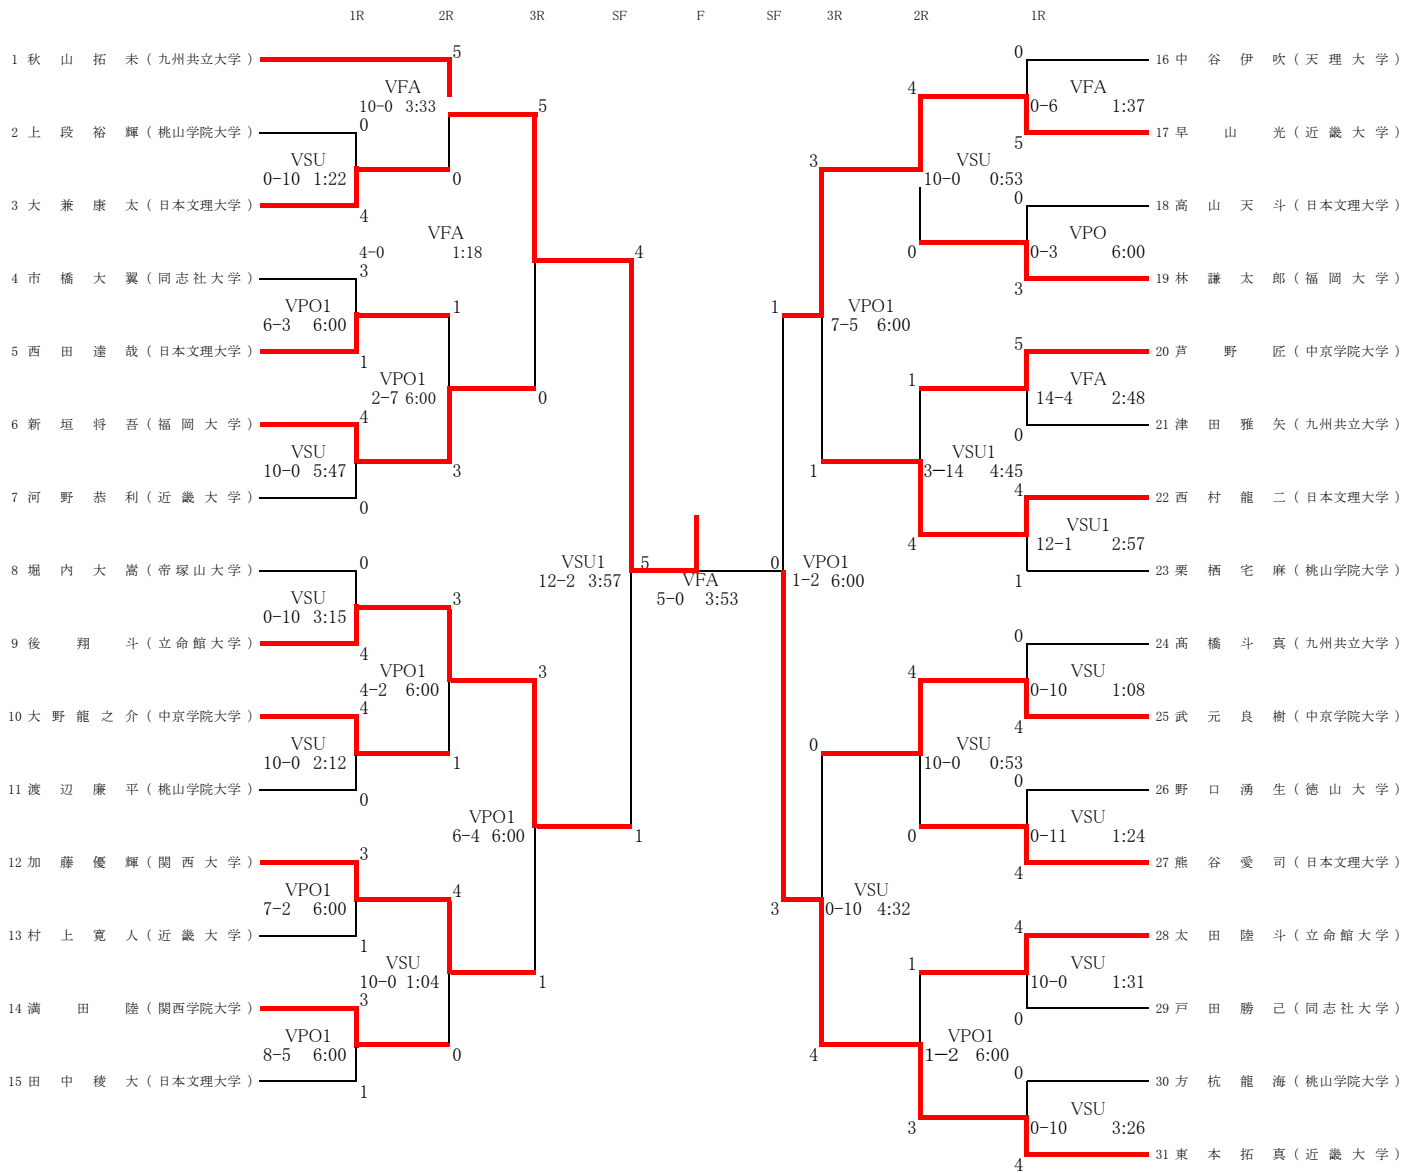 1R 2R 3R SF F SF 3R 2R 1R
1 秋山拓未(九州共立大学)
2 上段裕輝(桃山学院大学)
3 大兼康太(日本文理大学)
4 市橋大翼(同志社大学)
5 西田達哉(日本文理大学)
6 新垣将吾(福岡大学)
7 河野恭利(近畿大学)
8 堀内大嵩(帝塚山大学)
9 後翔斗(立命館大学)
10 大野龍之介(中京学院大学)
11 渡辺廉平(桃山学院大学)
12 加藤優輝(関西大学)
13 村上寛人(近畿大学)
14 満田陸(関西学院大学)
15 田中稜大(日本文理大学)
0
VSU
0-10 1:22
4
3
VPO1
6-3 6:00
1
4
VSU
10-0 5:47
0
0
VSU
0-10 3:15
4
4
VSU
10-0 2:12
0
3
VPO1
7-2 6:00
1
3
VPO1
8-5 6:00
1
5
VFA
10-0 3:33
0
1
VPO1
2-7 6:00
3
3
VPO1
4-2 6:00
1
4
VSU
10-0 1:04
0
5
VFA
4-0 1:18
0
3
VPO1
6-4 6:00
1
4
VSU1
12-2 3:57
1
5
VFA
5-0 3:53
0
1
VPO1
1-2 6:00
3
3
VPO1
7-5 6:00
1
0
VSU
0-10 4:32
4
4
VSU
10-0 0:53
0
1
VSU1
3-14 4:45
4
4
VSU
10-0 0:53
0
1
VPO1
1-2 6:00
3
0
VFA
0-6 1:37
5
0
VPO
0-3 6:00
3
5
VFA
14-4 2:48
0
4
VSU1
12-1 2:57
1
0
VSU
0-10 1:08
4
0
VSU
0-11 1:24
4
4
VSU
10-0 1:31
0
0
VSU
0-10 3:26
4
16 中谷伊吹(天理大学)
17 早山光(近畿大学)
18 高山天斗(日本文理大学)
19 林謙太郎(福岡大学)
20 芦野匠(中京学院大学)
21 津田雅矢(九州共立大学)
22 西村龍二(日本文理大学)
23 栗栖宅麻(桃山学院大学)
24 髙橋斗真(九州共立大学)
25 武元良樹(中京学院大学)
26 野口湧生(徳山大学)
27 熊谷愛司(日本文理大学)
28 太田陸斗(立命館大学)
29 戸田勝己(同志社大学)
30 方杭龍海(桃山学院大学)
31 東本拓真(近畿大学)